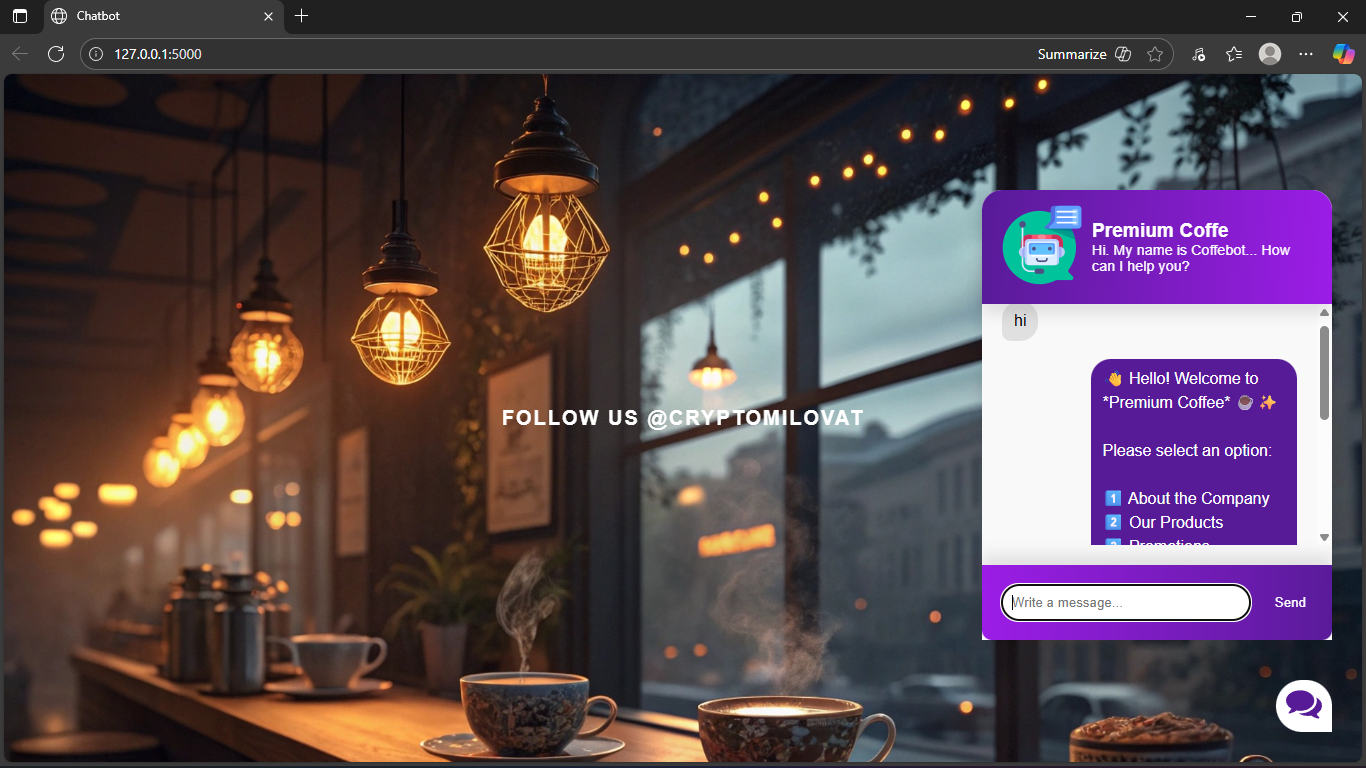 Chatbot
127.0.0.1:5000
Summarize
Premium Coffe
Hi. My name is Coffebot... How
can I help you?
hi
👋 Hello! Welcome to
*Premium Coffee* ☕ ✨
Please select an option:
1️⃣ About the Company
2️⃣ Our Products
3️⃣ Promotions
FOLLOW US @CRYPTOMILOVAT
Write a message...
Send